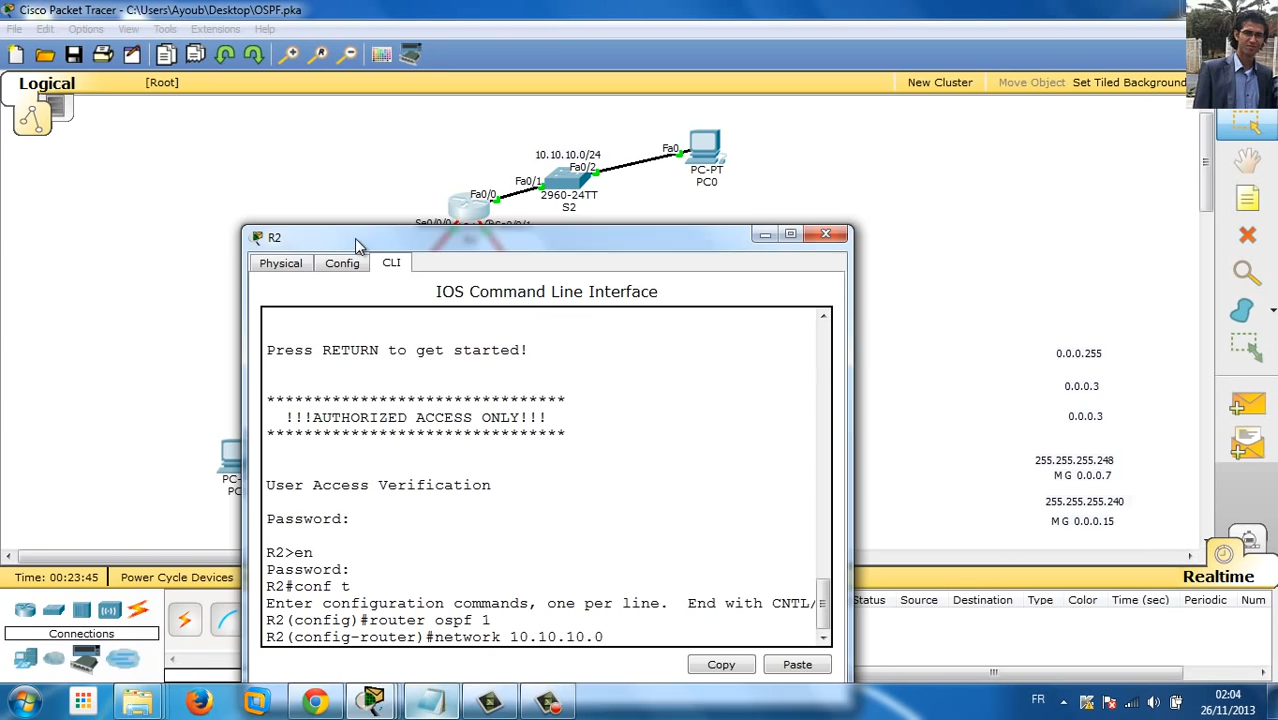 Cisco Packet Tracer - C:\Users\Ayoub\Desktop\OSPF.pka
File Edit Options View Tools Extensions Help
Logical [Root] New Cluster Move Object Set Tiled Background
10.10.10.0/24
Fa0
Fa0/2
PC-PT
PC0
Fa0/1
Fa0/0
2960-24TT
S2
R2
Physical Config CLI
IOS Command Line Interface
Press RETURN to get started!
********************************
!!!AUTHORIZED ACCESS ONLY!!!
********************************
User Access Verification
Password:
R2>en
Password:
R2#conf t
Enter configuration commands, one per line. End with CNTL/
R2(config)#router ospf 1
R2(config-router)#network 10.10.10.0
Copy Paste
0.0.0.255
0.0.0.3
0.0.0.3
255.255.255.248
M G 0.0.0.7
255.255.255.240
M G 0.0.0.15
PC-
Time: 00:23:45 Power Cycle Devices
Realtime
Connections
Status Source Destination Type Color Time (sec) Periodic Num
FR
02:04
26/11/2013